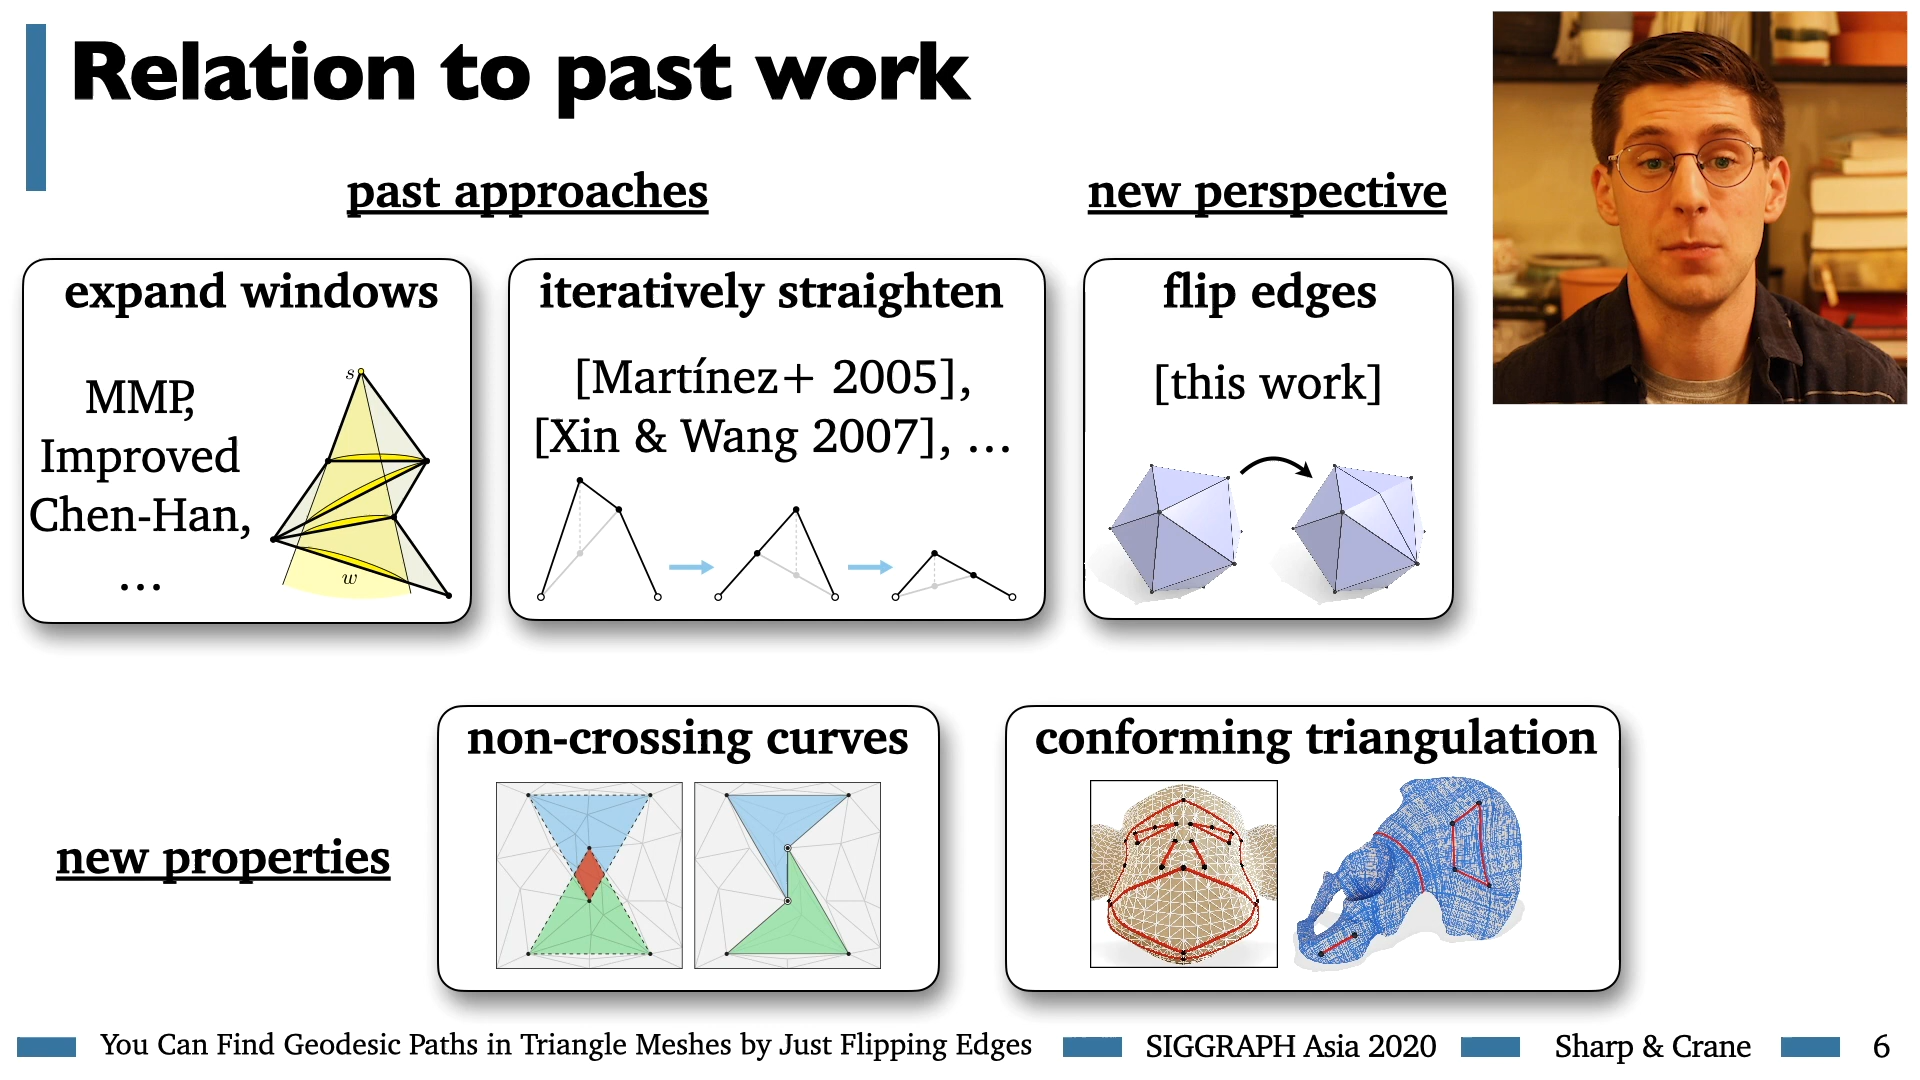 Relation to past work
past approaches
new perspective
expand windows
MMP,
Improved
Chen-Han,
...
s
w
iteratively straighten
[Martínez+ 2005],
[Xin & Wang 2007], ...
flip edges
[this work]
new properties
non-crossing curves
conforming triangulation
You Can Find Geodesic Paths in Triangle Meshes by Just Flipping Edges
SIGGRAPH Asia 2020
Sharp & Crane
6